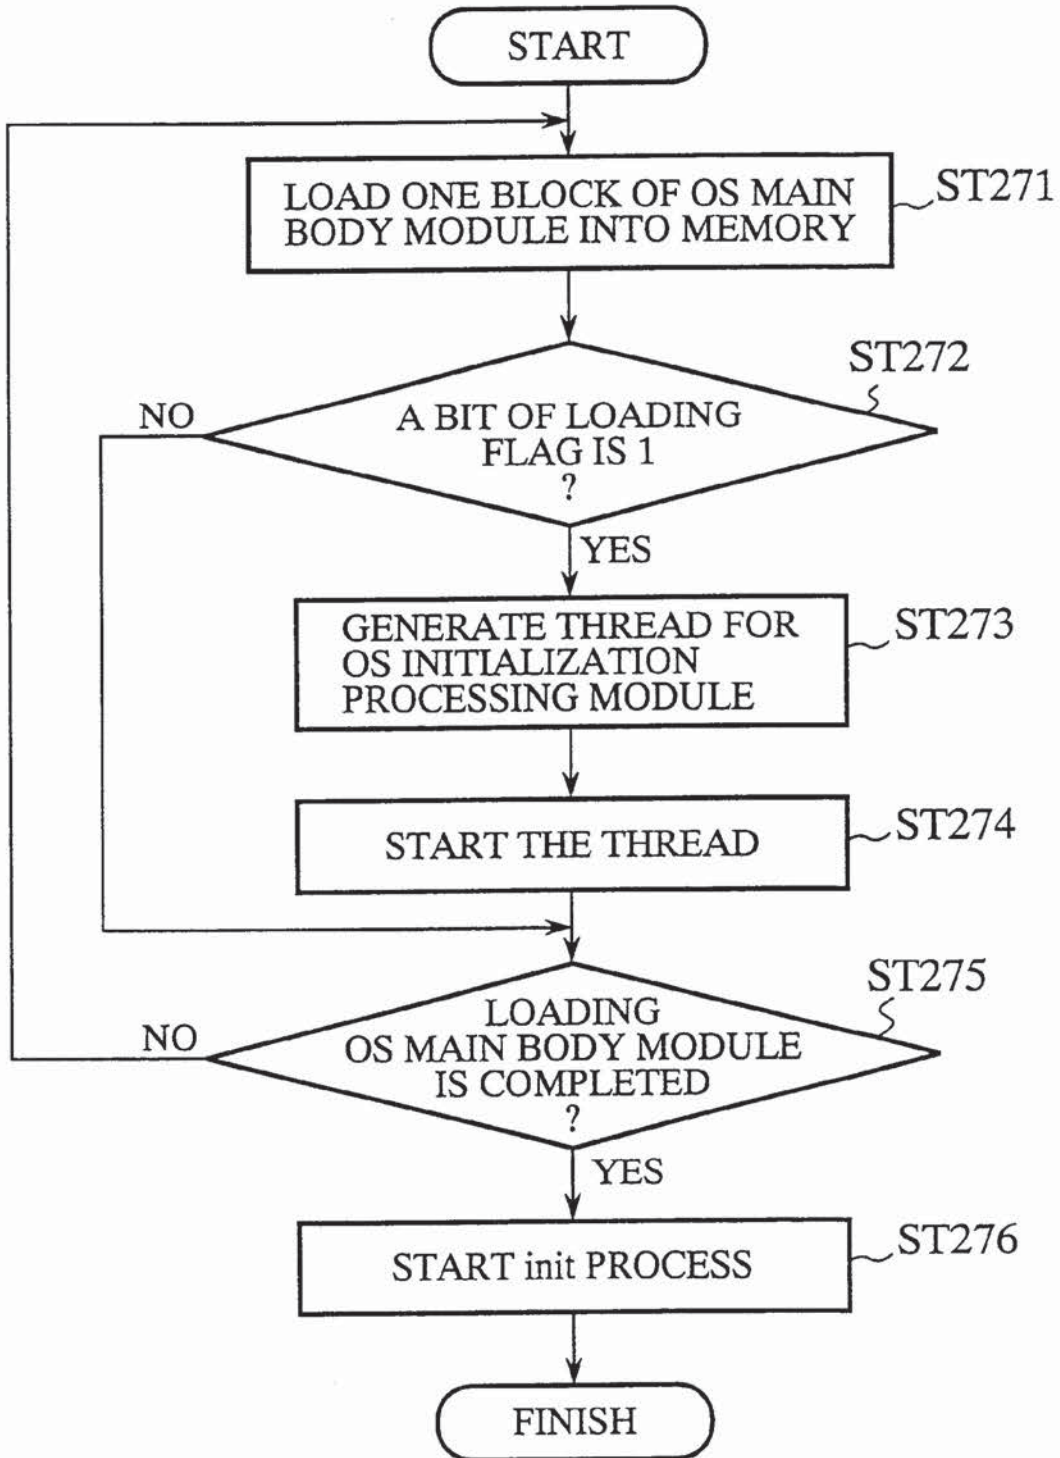 START
LOAD ONE BLOCK OF OS MAIN
BODY MODULE INTO MEMORY
ST271
ST272
NO
A BIT OF LOADING
FLAG IS 1
?
YES
GENERATE THREAD FOR
OS INITIALIZATION
PROCESSING MODULE
ST273
START THE THREAD
ST274
ST275
NO
LOADING
OS MAIN BODY MODULE
IS COMPLETED
?
YES
START init PROCESS
ST276
FINISH